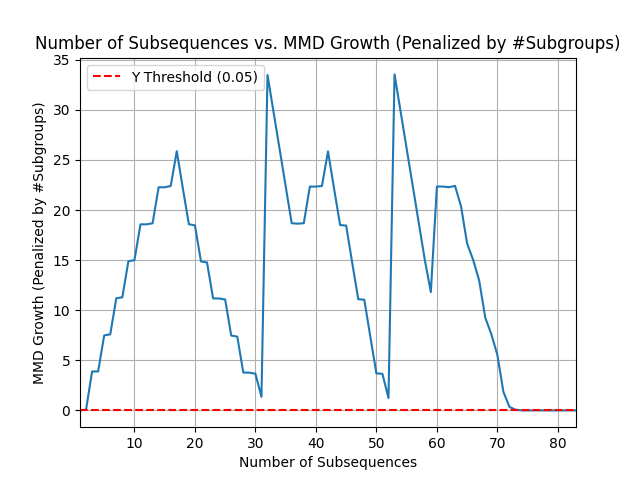 Number of Subsequences vs. MMD Growth (Penalized by #Subgroups)
MMD Growth (Penalized by #Subgroups)
35
30
25
20
15
10
5
0
Y Threshold (0.05)
10 20 30 40 50 60 70 80
Number of Subsequences